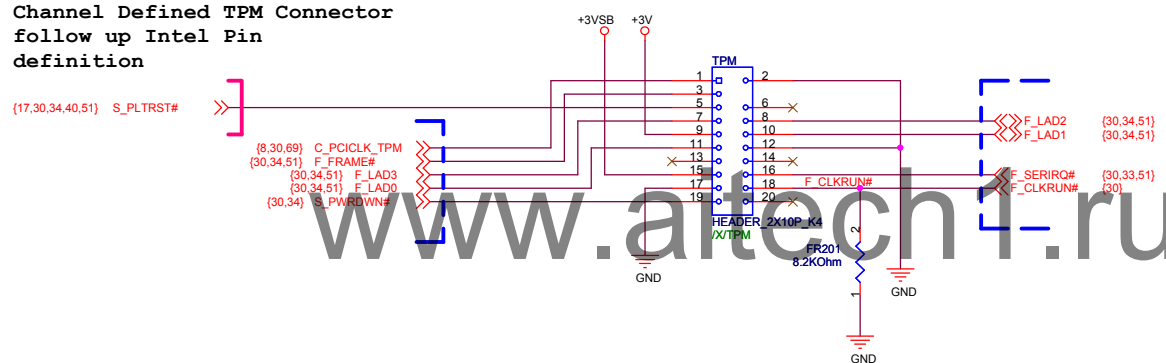 Channel Defined TPM Connector
follow up Intel Pin
definition
+3VSB +3V
TPM
1 2
3
5 6
7 8
9 10
11 12
13 14
15 16
17 18
19 20
{17,30,34,40,51} S_PLTRST#
{8,30,69} C_PCICLK_TPM
{30,34,51} F_FRAME#
{30,34,51} F_LAD3
{30,34,51} F_LAD0
{30,34} S_PWRDWN#
F_LAD2 {30,34,51}
F_LAD1 {30,34,51}
F_SERIRQ# {30,33,51}
F_CLKRUN# {30}
F_CLKRUN#
HEADER_2X10P_K4
/X/TPM
www.aitech1.ru
FR201
8.2KOhm
2
1
GND
GND
GND